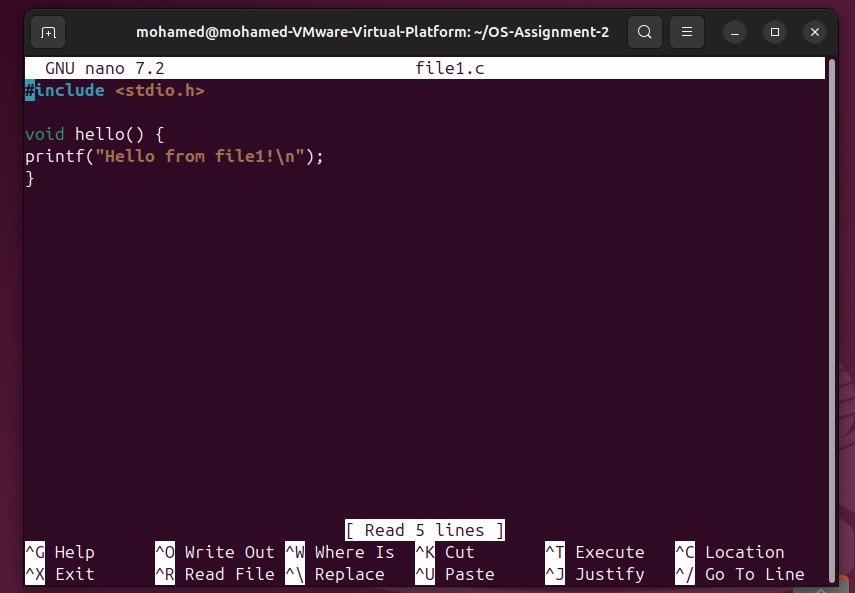 mohamed@mohamed-VMware-Virtual-Platform: ~/OS-Assignment-2
GNU nano 7.2 file1.c
#include <stdio.h>
void hello() {
printf("Hello from file1!\n");
}
[ Read 5 lines ]
^G Help ^O Write Out ^W Where Is ^K Cut ^T Execute ^C Location
^X Exit ^R Read File ^\ Replace ^U Paste ^J Justify ^/ Go To Line